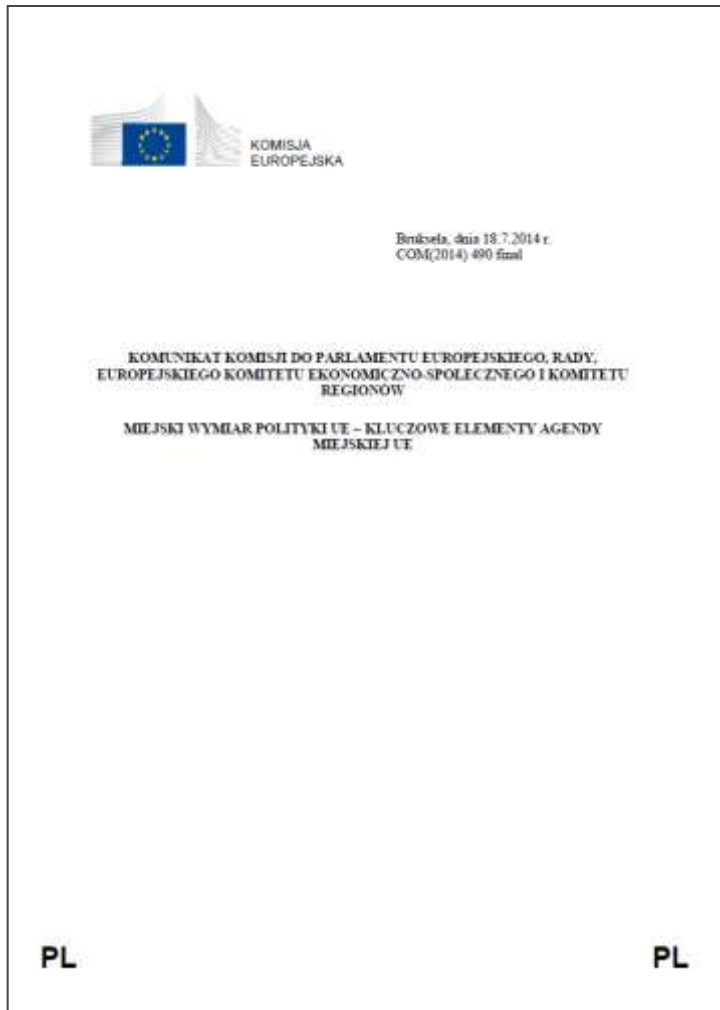 KOMISJA
EUROPEJSKA
Bruksela, dnia 18.7.2014 r.
COM(2014) 490 final
KOMUNIKAT KOMISJI DO PARLAMENTU EUROPEJSKIEGO, RADY,
EUROPEJSKIEGO KOMITETU EKONOMICZNO-SPOŁECZNEGO I KOMITETU
REGIONÓW
MIEJSKI WYMIAR POLITYKI UE – KLUCZOWE ELEMENTY AGENDY
MIEJSKIEJ UE
PL PL